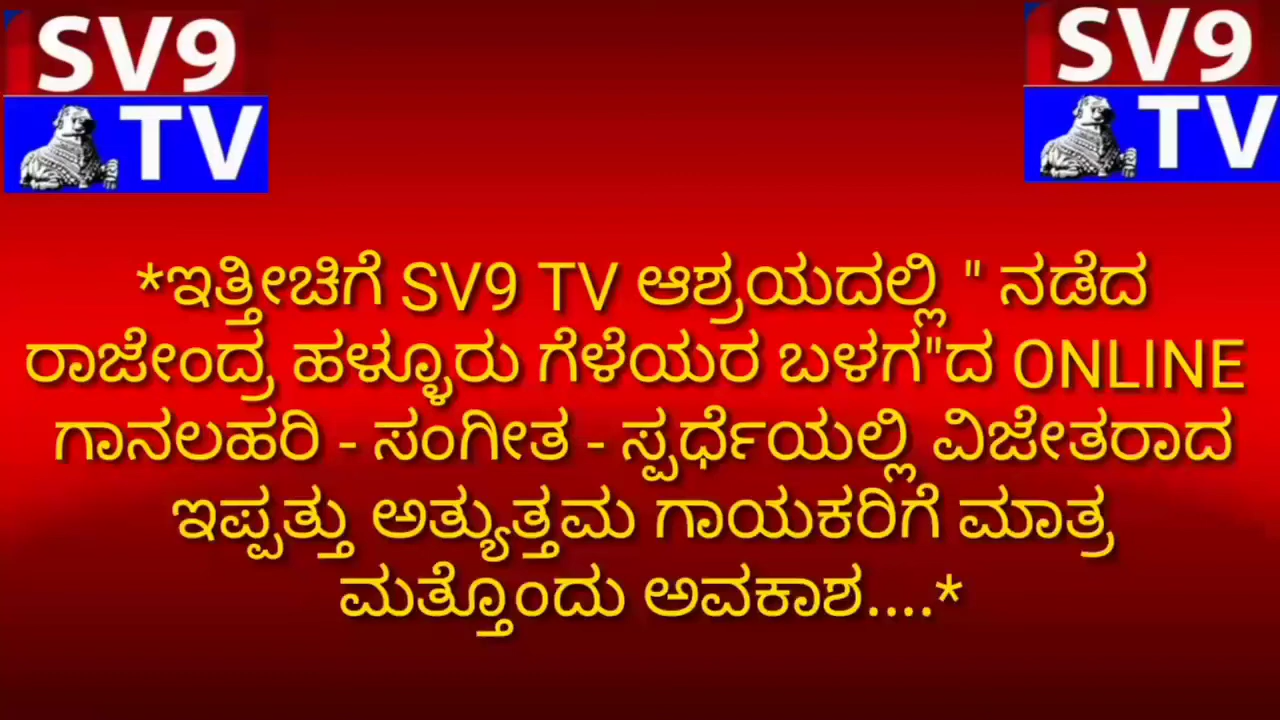 SV9
TV
SV9
TV
*ಇತ್ತೀಚಿಗೆ SV9 TV ಆಶ್ರಯದಲ್ಲಿ " ನಡೆದ
ರಾಜೇಂದ್ರ ಹಳ್ಳೂರು ಗೆಳೆಯರ ಬಳಗ"ದ ONLINE
ಗಾನಲಹರಿ - ಸಂಗೀತ - ಸ್ಪರ್ಧೆಯಲ್ಲಿ ವಿಜೇತರಾದ
ಇಪ್ಪತ್ತು ಅತ್ಯುತ್ತಮ ಗಾಯಕರಿಗೆ ಮಾತ್ರ
ಮತ್ತೊಂದು ಅವಕಾಶ....*